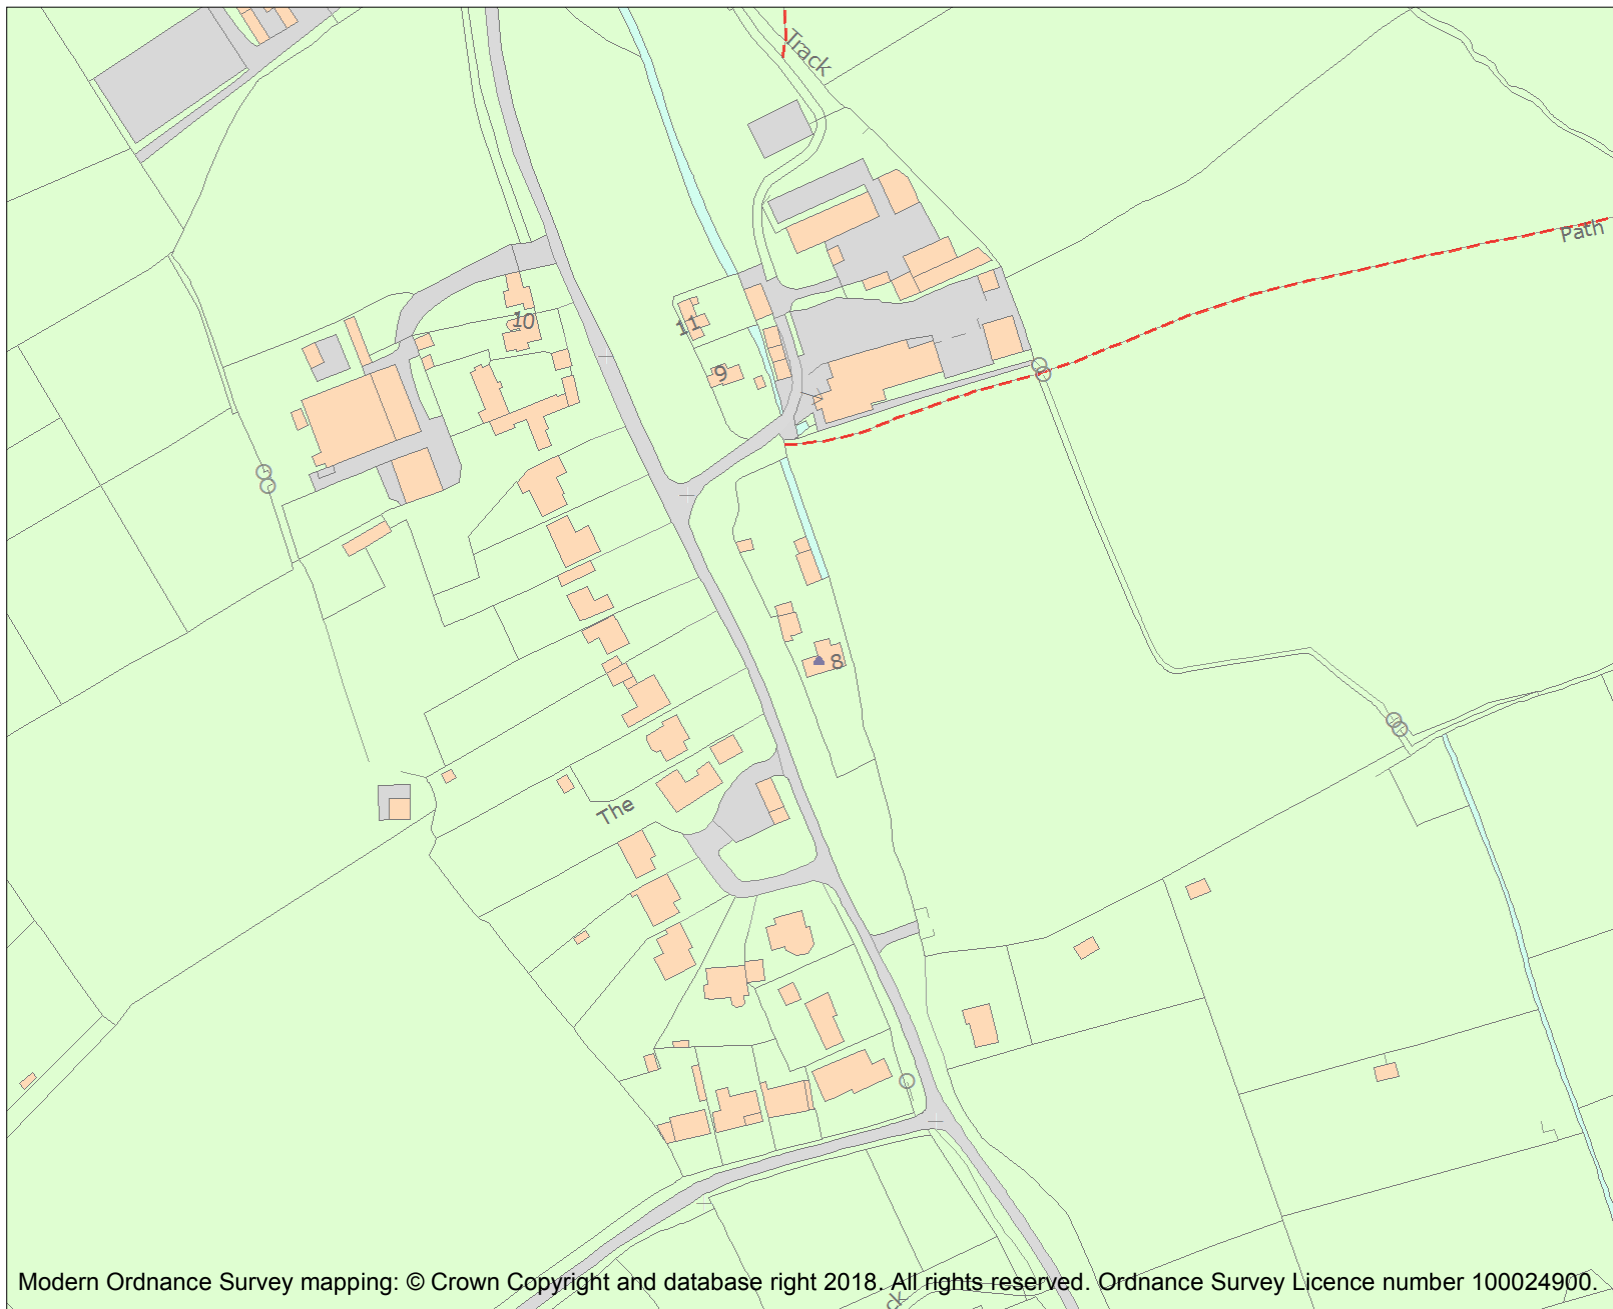 Track
Path
10
11
9
8
The
ck
Modern Ordnance Survey mapping: © Crown Copyright and database right 2018. All rights reserved. Ordnance Survey Licence number 100024900.